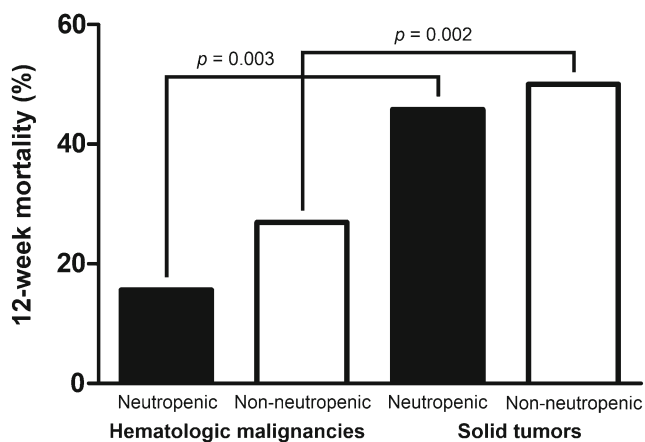 60
p = 0.002
p = 0.003
40
20
0
12-week mortality (%)
Neutropenic Non-neutropenic Neutropenic Non-neutropenic
Hematologic malignancies Solid tumors